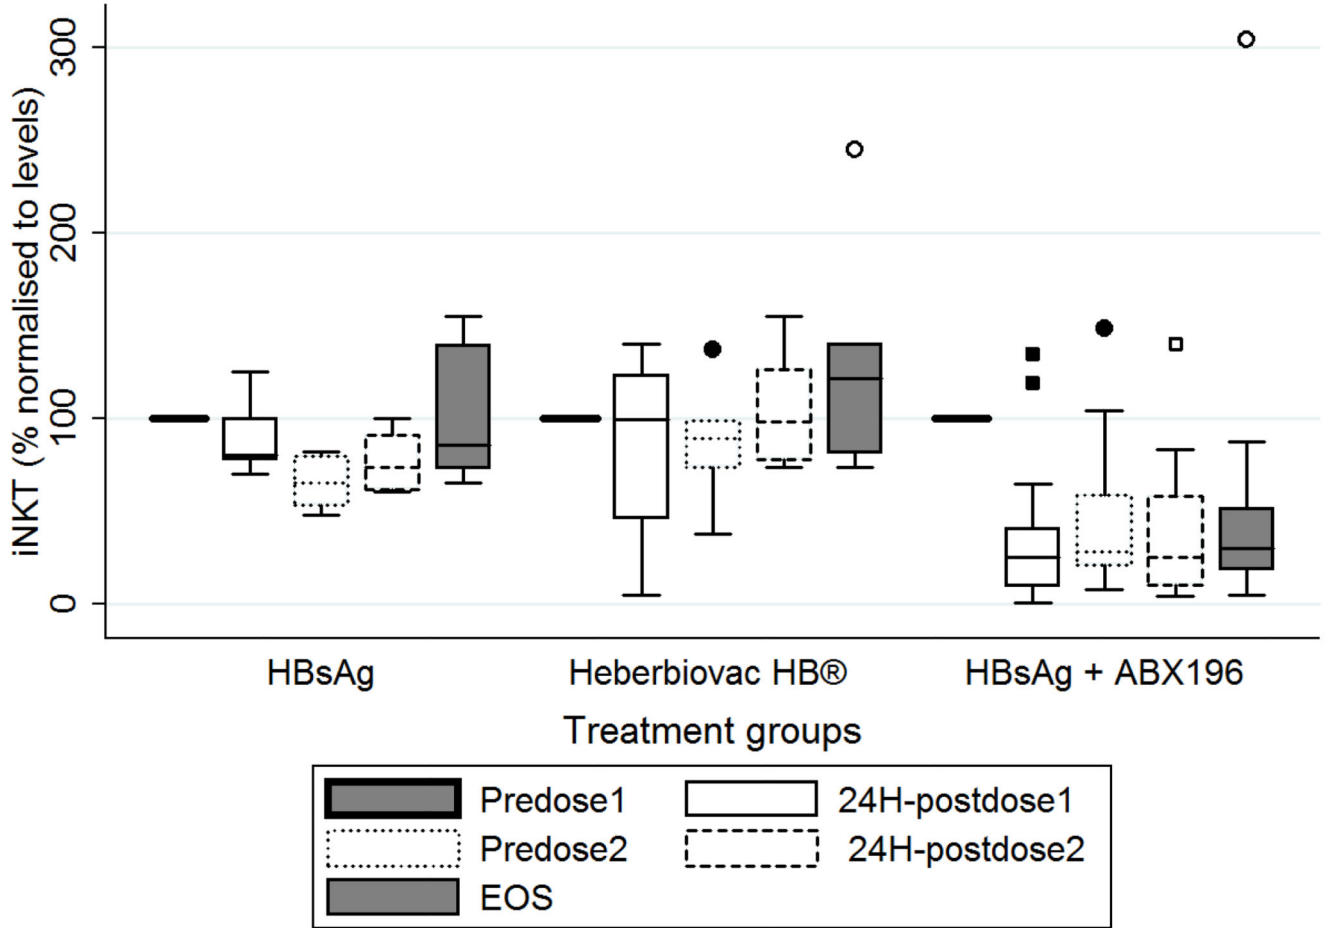 iNKT (% normalised to levels)
300
200
100
0
HBsAg
Heberbiovac HB®
HBsAg + ABX196
Treatment groups
Predose1
24H-postdose1
Predose2
24H-postdose2
EOS